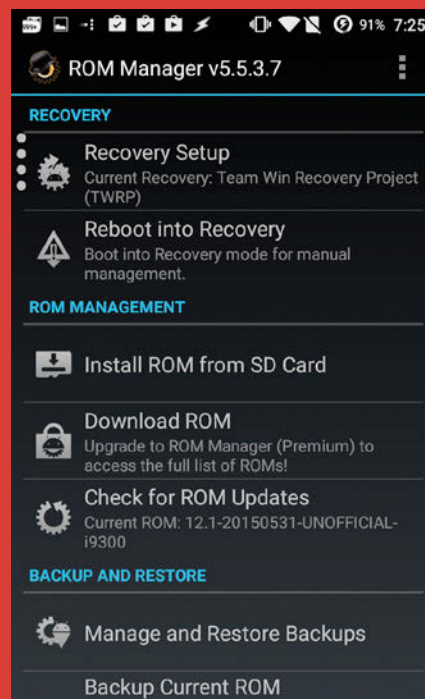 91% 7:25
ROM Manager v5.5.3.7
RECOVERY
Recovery Setup
Current Recovery: Team Win Recovery Project
(TWRP)
Reboot into Recovery
Boot into Recovery mode for manual
management.
ROM MANAGEMENT
Install ROM from SD Card
Download ROM
Upgrade to ROM Manager (Premium) to
access the full list of ROMs!
Check for ROM Updates
Current ROM: 12.1-20150531-UNOFFICIAL-
i9300
BACKUP AND RESTORE
Manage and Restore Backups
Backup Current ROM